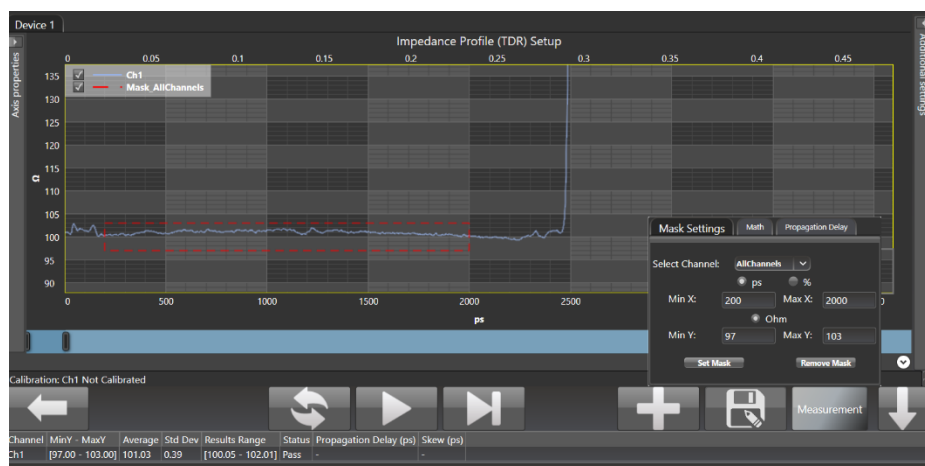 Device 1
Impedance Profile (TDR) Setup
0 0.05 0.1 0.15 0.2 0.25 0.3 0.35 0.4 0.45
Axis properties
Additional settings
Ch1
Mask_AllChannels
135
130
125
120
115
110
105
100
95
90
Ω
0 500 1000 1500 2000 2500
ps
Mask Settings Math Propagation Delay
Select Channel: AllChannels
ps %
Min X: 200 Max X: 2000
Ohm
Min Y: 97 Max Y: 103
Set Mask Remove Mask
Calibration: Ch1 Not Calibrated
Measurement
Channel MinY - MaxY Average Std Dev Results Range Status Propagation Delay (ps) Skew (ps)
Ch1 [97.00 - 103.00] 101.03 0.39 [100.05 - 102.01] Pass - -